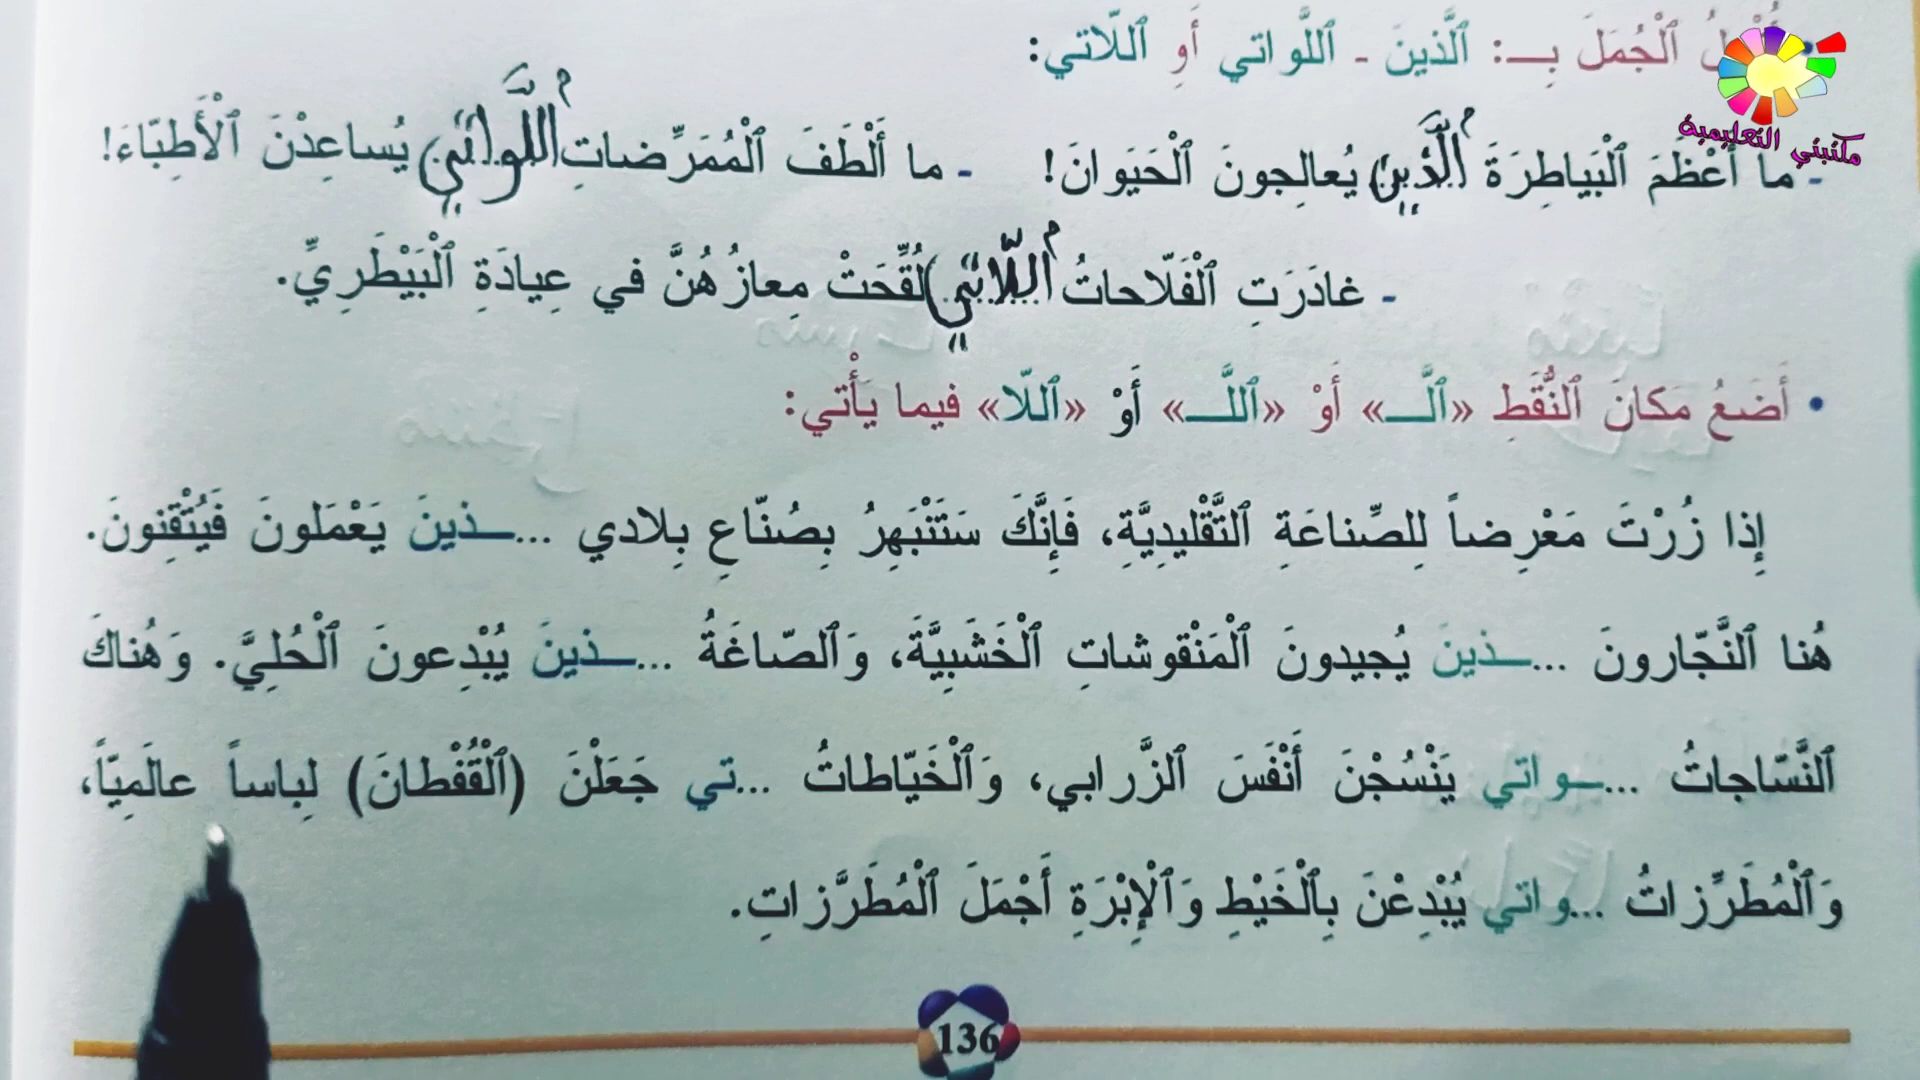 ٱلْجُمَلَ بِـ: ٱلَّذينَ - ٱللَّواتي أَوِ ٱللّاتي:
مكتبتي التعليمية
- ما أَعْظَمَ ٱلْبَياطِرَةَ ٱلَّذينَ يُعالِجونَ ٱلْحَيَوانَ! - ما أَلْطَفَ ٱلْمُمَرِّضاتِ ٱللَّواتي يُساعِدْنَ ٱلْأَطِبّاءَ!
- غادَرَتِ ٱلْفَلّاحاتُ ٱللّاتي لُقِّحَتْ مِعازُهُنَّ في عِيادَةِ ٱلْبَيْطَرِيِّ.
• أَضَعُ مَكانَ ٱلنُّقَطِ «ٱلَّـ» أَوْ «ٱللَّـ» أَوْ «ٱللّا» فيما يَأْتي:
إِذا زُرْتَ مَعْرِضاً لِلصِّناعَةِ ٱلتَّقْليدِيَّةِ، فَإِنَّكَ سَتَنْبَهِرُ بِصُنّاعِ بِلادي ...ـذينَ يَعْمَلونَ فَيُتْقِنونَ.
هُنا ٱلنَّجّارونَ ...ـذينَ يُجيدونَ ٱلْمَنْقوشاتِ ٱلْخَشَبِيَّةَ، وَٱلصّاغَةُ ...ـذينَ يُبْدِعونَ ٱلْحُلِيَّ. وَهُناكَ
ٱلنَّسّاجاتُ ...ـواتي يَنْسُجْنَ أَنْفَسَ ٱلزَّرابي، وَٱلْخَيّاطاتُ ...تي جَعَلْنَ (ٱلْقُفْطانَ) لِباساً عالَمِيّاً،
وَٱلْمُطَرِّزاتُ ...واتي يُبْدِعْنَ بِٱلْخَيْطِ وَٱلْإِبْرَةِ أَجْمَلَ ٱلْمُطَرَّزاتِ.
136